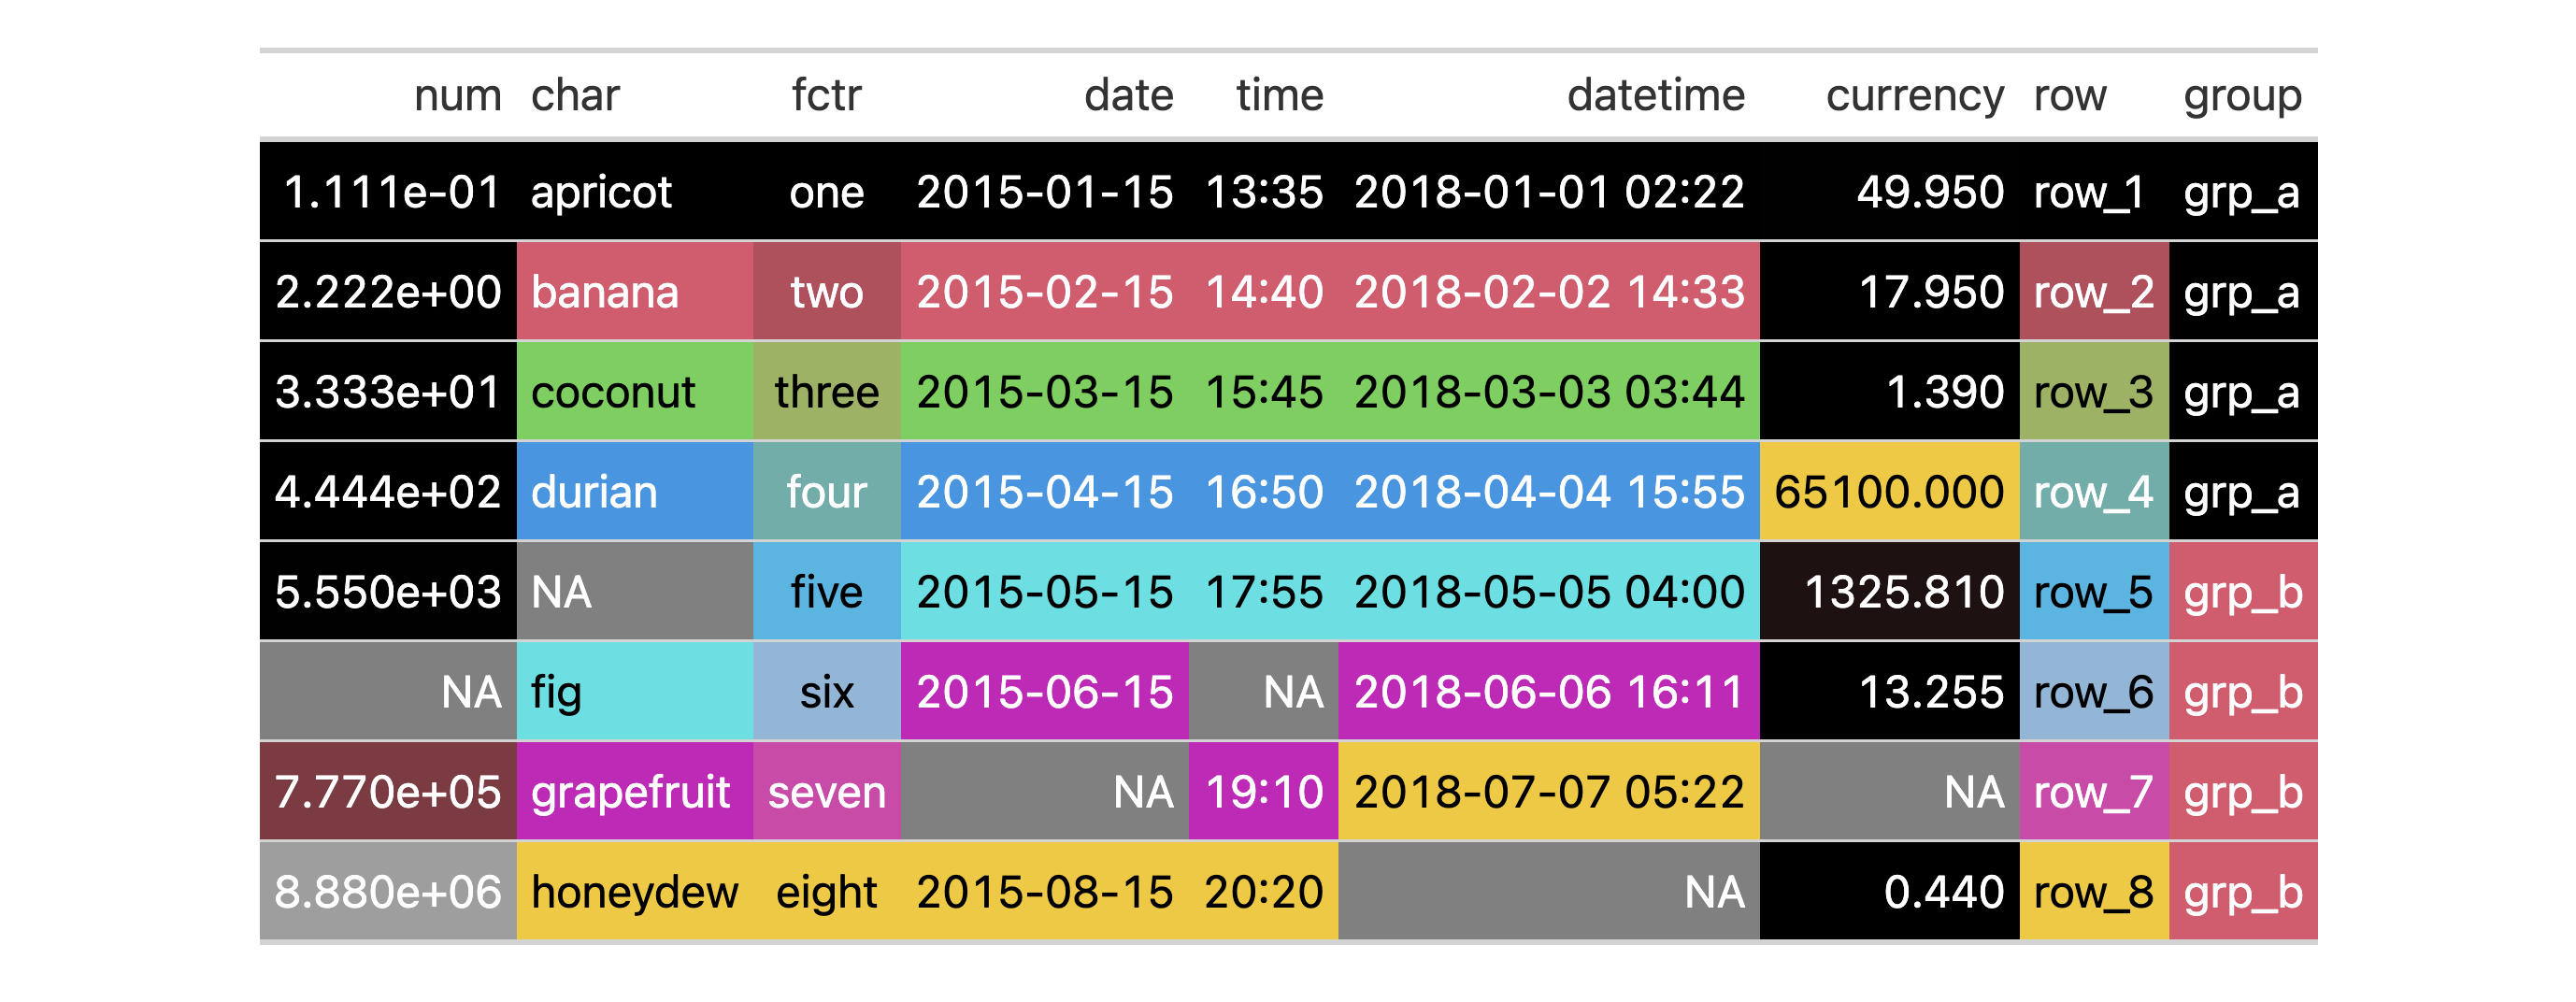 num char fctr date time datetime currency row group
1.111e-01 apricot one 2015-01-15 13:35 2018-01-01 02:22 49.950 row_1 grp_a
2.222e+00 banana two 2015-02-15 14:40 2018-02-02 14:33 17.950 row_2 grp_a
3.333e+01 coconut three 2015-03-15 15:45 2018-03-03 03:44 1.390 row_3 grp_a
4.444e+02 durian four 2015-04-15 16:50 2018-04-04 15:55 65100.000 row_4 grp_a
5.550e+03 NA five 2015-05-15 17:55 2018-05-05 04:00 1325.810 row_5 grp_b
NA fig six 2015-06-15 NA 2018-06-06 16:11 13.255 row_6 grp_b
7.770e+05 grapefruit seven NA 19:10 2018-07-07 05:22 NA row_7 grp_b
8.880e+06 honeydew eight 2015-08-15 20:20 NA 0.440 row_8 grp_b